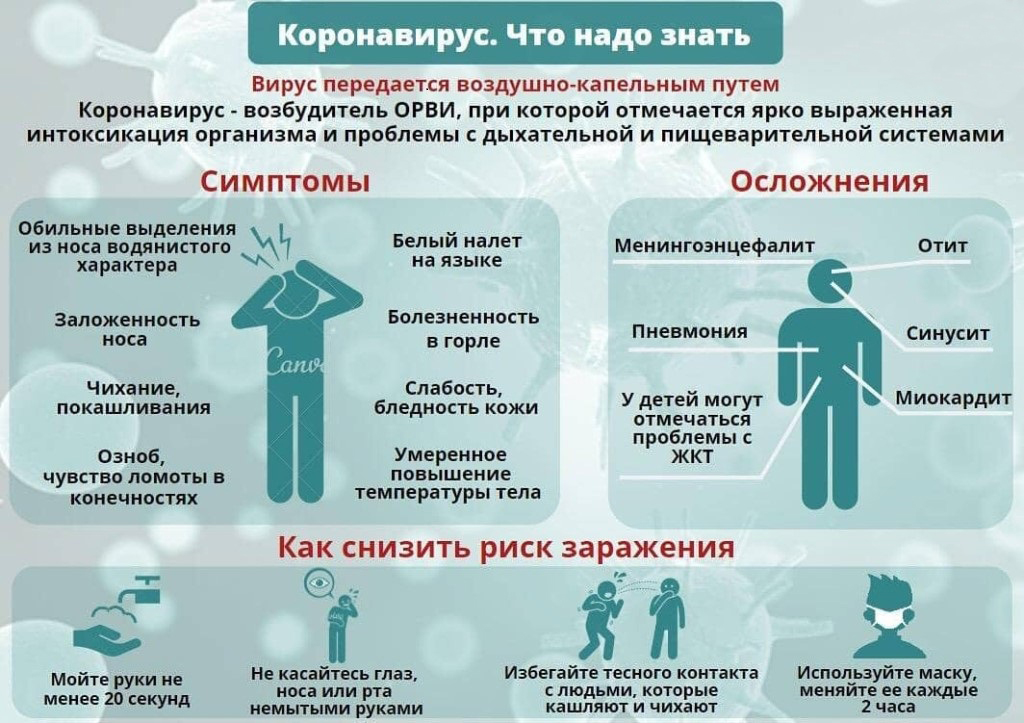 Коронавирус. Что надо знать
Вирус передается воздушно-капельным путем
Коронавирус - возбудитель ОРВИ, при которой отмечается ярко выраженная
интоксикация организма и проблемы с дыхательной и пищеварительной системами
Симптомы
Обильные выделения
из носа водянистого
характера
Заложенность
носа
Чихание,
покашливания
Озноб,
чувство ломоты в
конечностях
Canva
Белый налет
на языке
Болезненность
в горле
Слабость,
бледность кожи
Умеренное
повышение
температуры тела
Осложнения
Менингоэнцефалит
Отит
Пневмония
Синусит
У детей могут
отмечаться
проблемы с
ЖКТ
Миокардит
Как снизить риск заражения
Мойте руки не
менее 20 секунд
Не касайтесь глаз,
носа или рта
немытыми руками
Избегайте тесного контакта
с людьми, которые
кашляют и чихают
Используйте маску,
меняйте ее каждые
2 часа